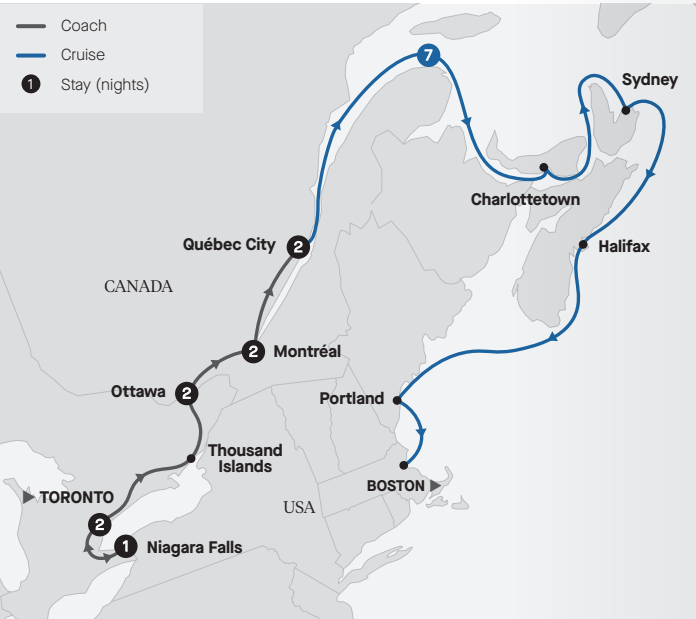 Coach
Cruise
1 Stay (nights)
7
Sydney
Charlottetown
Québec City 2
Halifax
CANADA
2 Montréal
Ottawa 2
Portland
Thousand
Islands
BOSTON
TORONTO
USA
2
1 Niagara Falls